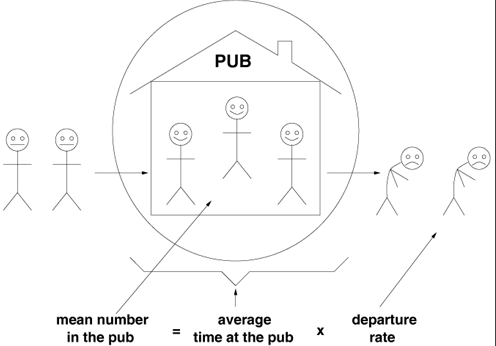 PUB
mean number
in the pub
=
average
time at the pub
x
departure
rate